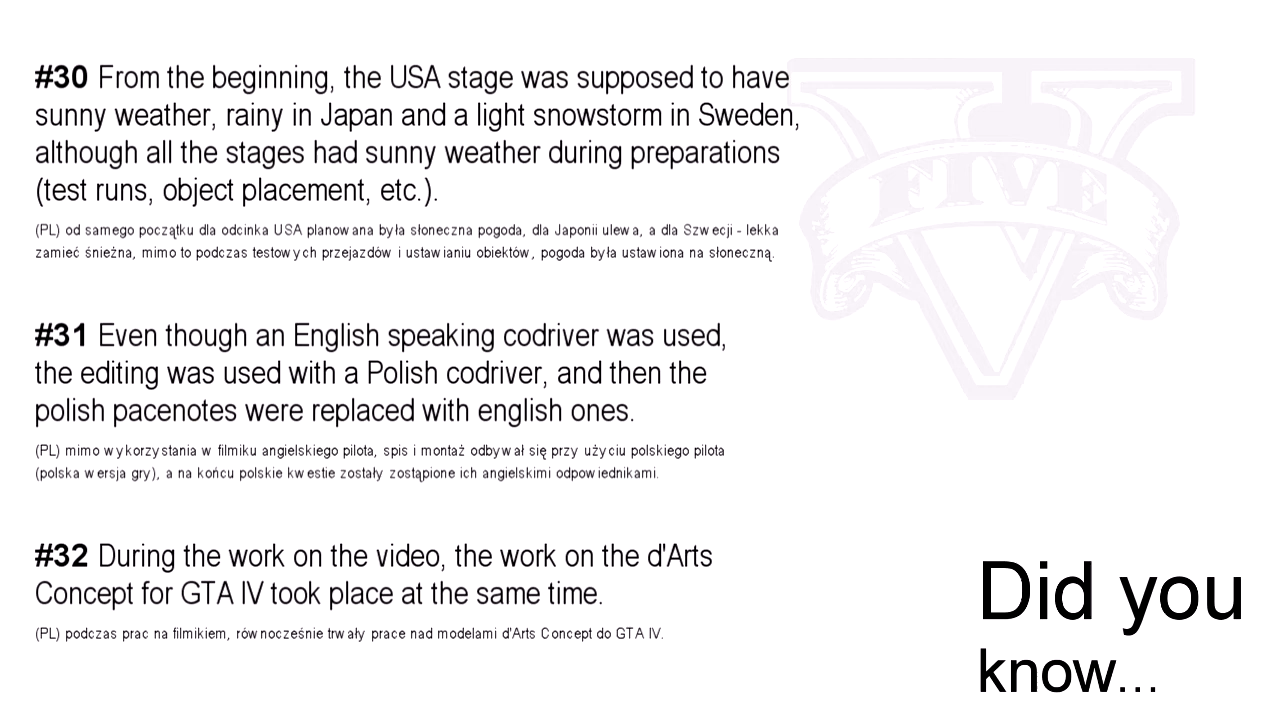 #30 From the beginning, the USA stage was supposed to have
sunny weather, rainy in Japan and a light snowstorm in Sweden,
although all the stages had sunny weather during preparations
(test runs, object placement, etc.).
(PL) od samego początku dla odcinka USA planowana była słoneczna pogoda, dla Japonii ulewa, a dla Szwecji - lekka
zamieć śnieżna, mimo to podczas testowych przejazdów i ustawianiu obiektów, pogoda była ustawiona na słoneczną.
FIVE
#31 Even though an English speaking codriver was used,
the editing was used with a Polish codriver, and then the
polish pacenotes were replaced with english ones.
(PL) mimo wykorzystania w filmiku angielskiego pilota, spis i montaż odbywał się przy użyciu polskiego pilota
(polska wersja gry), a na końcu polskie kwestie zostały zostąpione ich angielskimi odpowiednikami.
#32 During the work on the video, the work on the d'Arts
Concept for GTA IV took place at the same time.
(PL) podczas prac na filmikiem, równocześnie trwały prace nad modelami d'Arts Concept do GTA IV.
Did you
know...